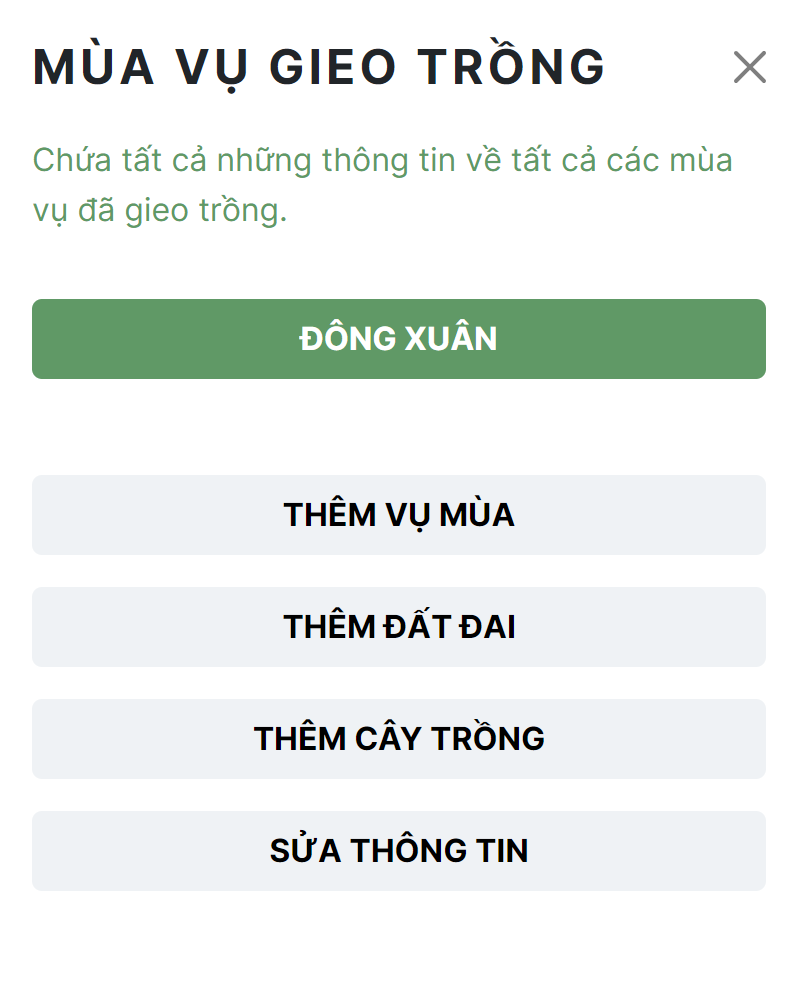 MÙA VỤ GIEO TRỒNG
Chứa tất cả những thông tin về tất cả các mùa
vụ đã gieo trồng.
ĐÔNG XUÂN
THÊM VỤ MÙA
THÊM ĐẤT ĐAI
THÊM CÂY TRỒNG
SỬA THÔNG TIN